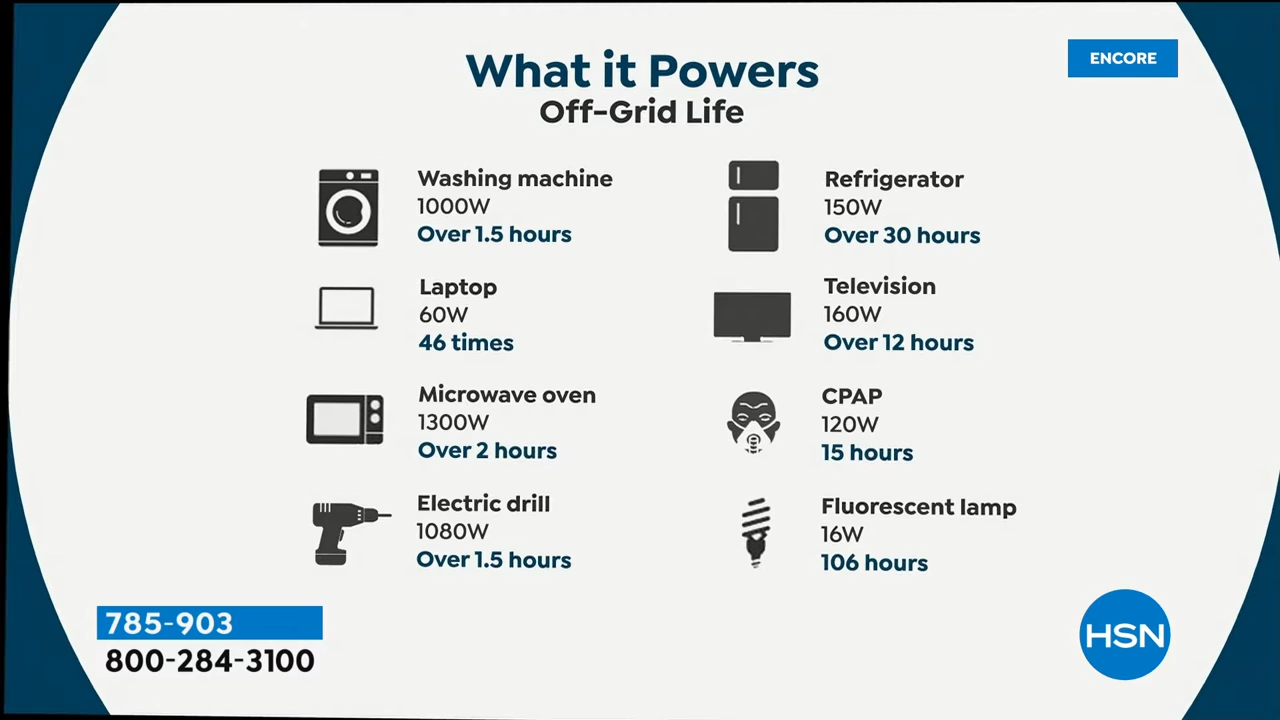 What it Powers
Off-Grid Life
ENCORE
Washing machine
1000W
Over 1.5 hours
Refrigerator
150W
Over 30 hours
Laptop
60W
46 times
Television
160W
Over 12 hours
Microwave oven
1300W
Over 2 hours
CPAP
120W
15 hours
Electric drill
1080W
Over 1.5 hours
Fluorescent lamp
16W
106 hours
785-903
800-284-3100
HSN